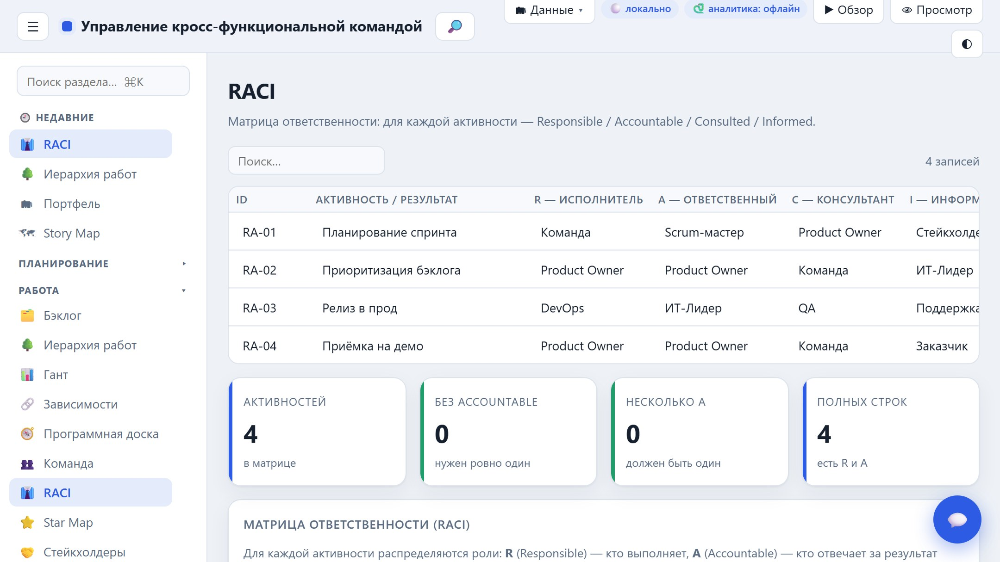 ☰ Управление кросс-функциональной командой
Данные ▾
локально
аналитика: офлайн
▶ Обзор
Просмотр
Поиск раздела... ⌘K
НЕДАВНИЕ
RACI
Иерархия работ
Портфель
Story Map
ПЛАНИРОВАНИЕ ▸
РАБОТА ▾
Бэклог
Иерархия работ
Гант
Зависимости
Программная доска
Команда
RACI
Star Map
Стейкхолдеры
RACI
Матрица ответственности: для каждой активности — Responsible / Accountable / Consulted / Informed.
Поиск...
4 записей
ID АКТИВНОСТЬ / РЕЗУЛЬТАТ R — ИСПОЛНИТЕЛЬ A — ОТВЕТСТВЕННЫЙ C — КОНСУЛЬТАНТ I — ИНФОРМ
RA-01 Планирование спринта Команда Scrum-мастер Product Owner Стейкхолде
RA-02 Приоритизация бэклога Product Owner Product Owner Команда ИТ-Лидер
RA-03 Релиз в прод DevOps ИТ-Лидер QA Поддержка
RA-04 Приёмка на демо Product Owner Product Owner Команда Заказчик
АКТИВНОСТЕЙ
4
в матрице
БЕЗ ACCOUNTABLE
0
нужен ровно один
НЕСКОЛЬКО A
0
должен быть один
ПОЛНЫХ СТРОК
4
есть R и A
МАТРИЦА ОТВЕТСТВЕННОСТИ (RACI)
Для каждой активности распределяются роли: R (Responsible) — кто выполняет, A (Accountable) — кто отвечает за результат